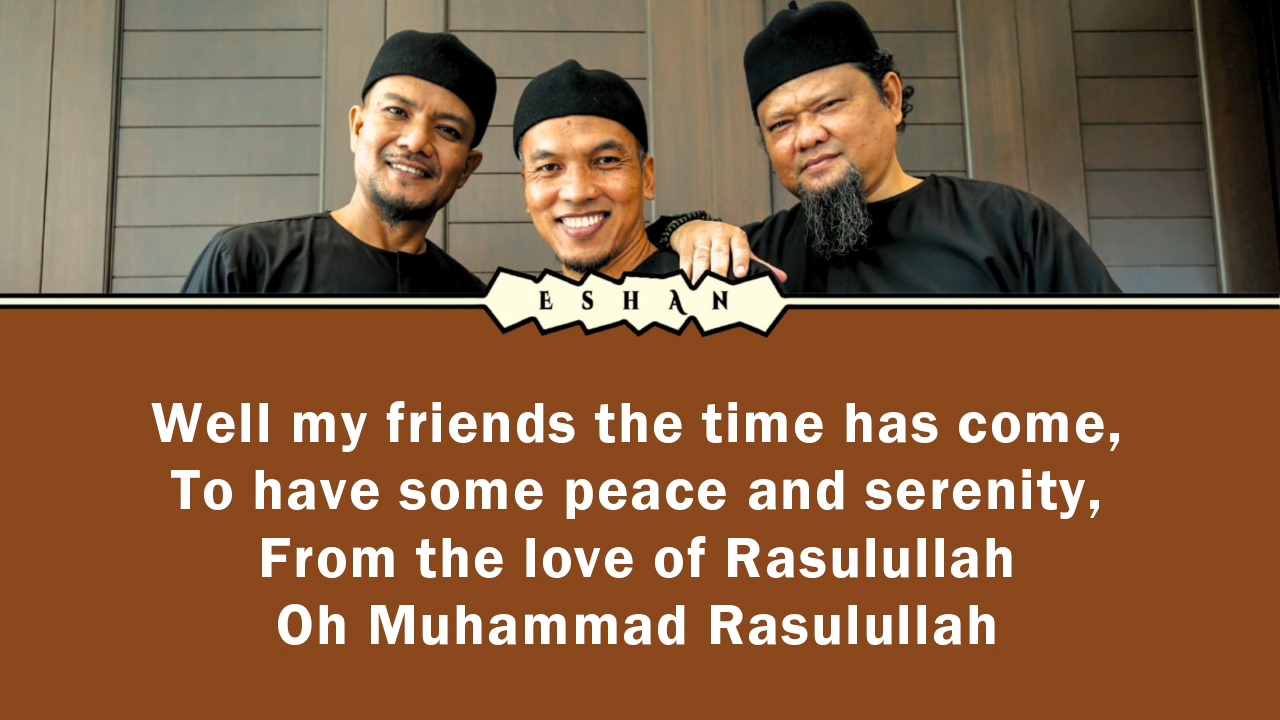 ESHAN
Well my friends the time has come,
To have some peace and serenity,
From the love of Rasulullah
Oh Muhammad Rasulullah